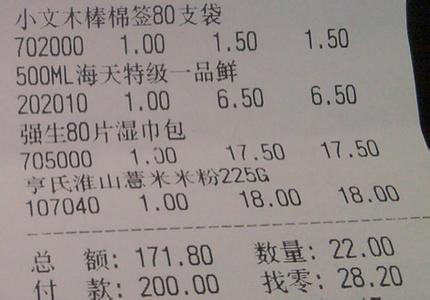 小文木棒棉签80支袋
702000 1.00 1.50 1.50
500ML海天特级一品鲜
202010 1.00 6.50 6.50
强生80片湿巾包
705000 1.00 17.50 17.50
亨氏淮山薏米米粉225G
107040 1.00 18.00 18.00
总 额: 171.80 数量: 22.00
付 款: 200.00 找零: 28.20